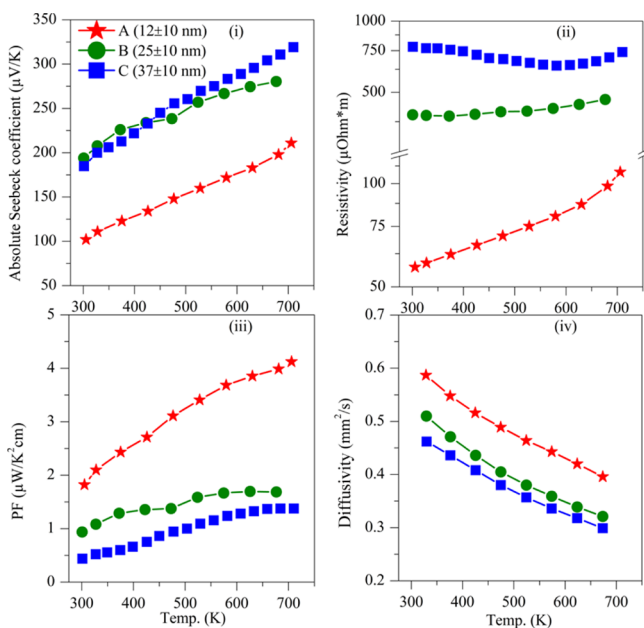 350
300
250
200
150
100
50
Absolute Seebeck coefficient (µV/K)
A (12±10 nm)
B (25±10 nm)
C (37±10 nm)
(i)
300 400 500 600 700
1000
750
500
100
75
50
Resistivity (µOhm*m)
(ii)
300 400 500 600 700
5
4
3
2
1
0
PF (µW/K²cm)
(iii)
300 400 500 600 700
Temp. (K)
0.7
0.6
0.5
0.4
0.3
0.2
Diffusivity (mm²/s)
(iv)
300 400 500 600 700
Temp. (K)